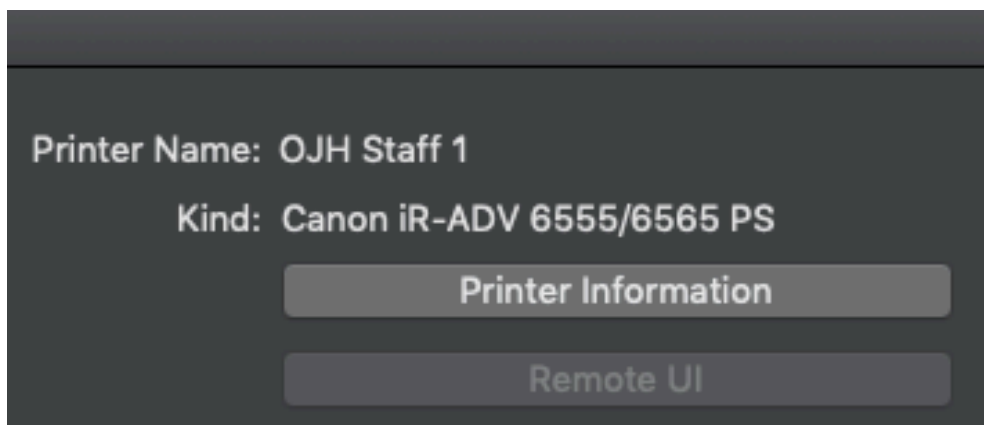 Printer Name: OJH Staff 1
Kind: Canon iR-ADV 6555/6565 PS
Printer Information
Remote UI